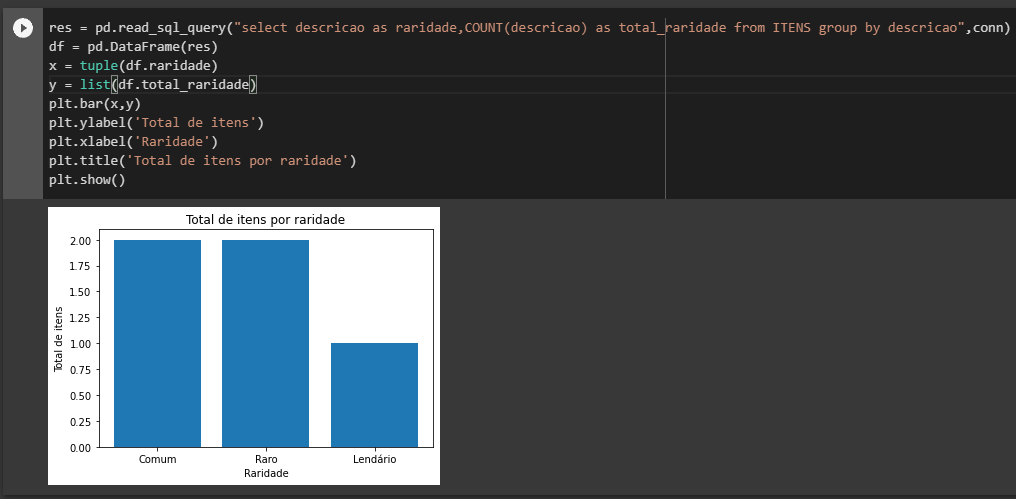 res = pd.read_sql_query("select descricao as raridade,COUNT(descricao) as total_raridade from ITENS group by descricao",conn)
df = pd.DataFrame(res)
x = tuple(df.raridade)
y = list(df.total_raridade)
plt.bar(x,y)
plt.ylabel('Total de itens')
plt.xlabel('Raridade')
plt.title('Total de itens por raridade')
plt.show()
Total de itens por raridade
2.00
1.75
1.50
1.25
1.00
0.75
0.50
0.25
0.00
Total de itens
Comum Raro Lendário
Raridade